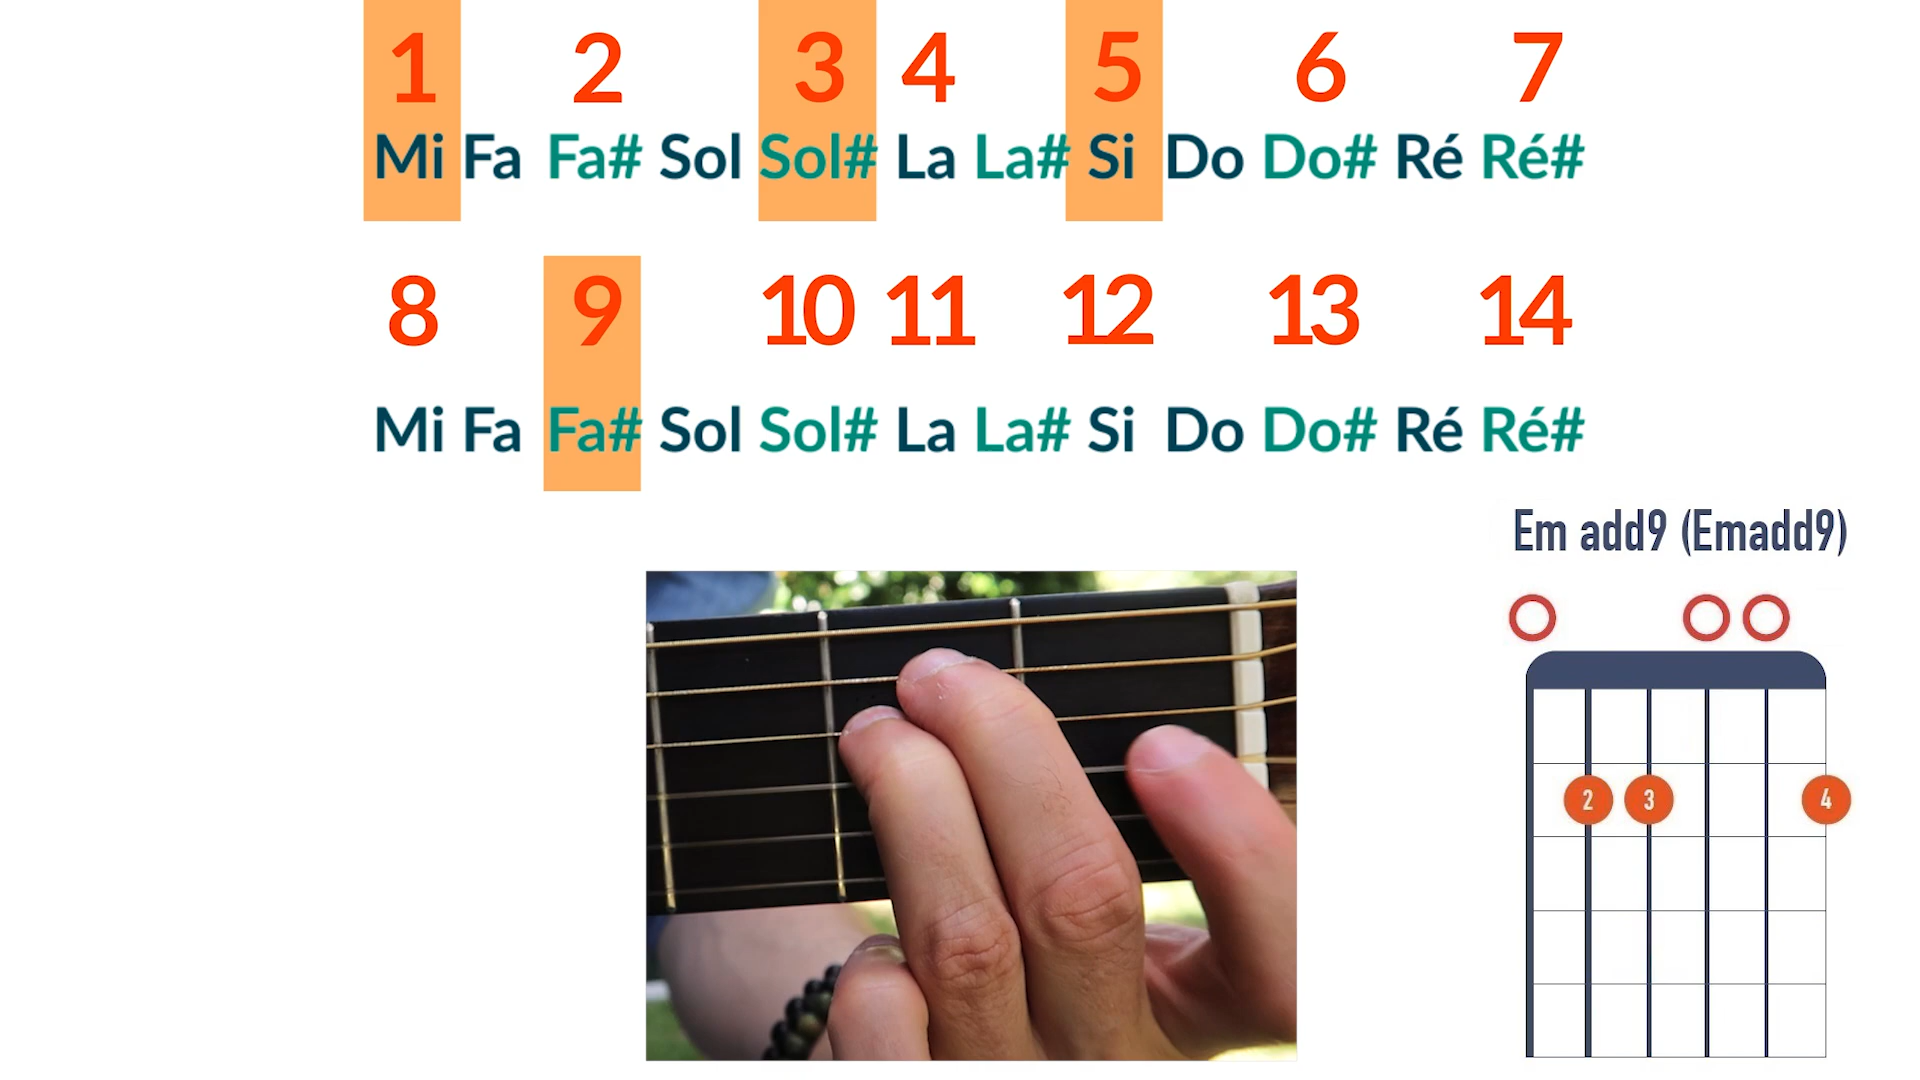 1 2 3 4 5 6 7
Mi Fa Fa# Sol Sol# La La# Si Do Do# Ré Ré#
8 9 10 11 12 13 14
Mi Fa Fa# Sol Sol# La La# Si Do Do# Ré Ré#
Em add9 (Emadd9)
2 3 4